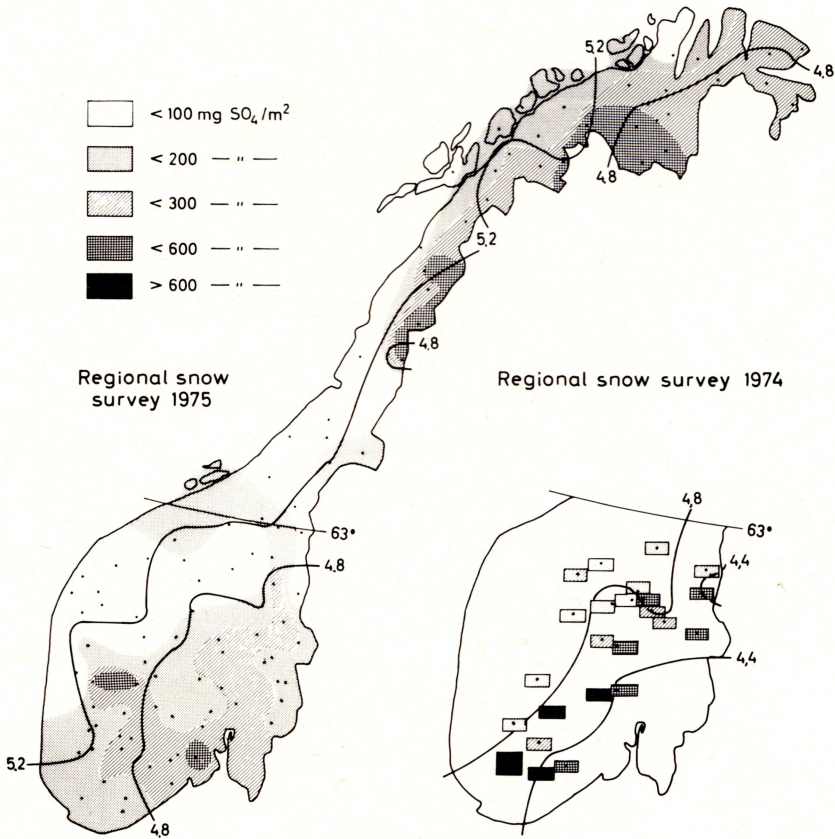 < 100 mg SO₄/m²
< 200 — " —
< 300 — " —
< 600 — " —
> 600 — " —
Regional snow
survey 1975
Regional snow survey 1974
5,2
4,8
4,8
5,2
4,8
63°
4,8
5,2
4,8
4,8
63°
4,4
4,4